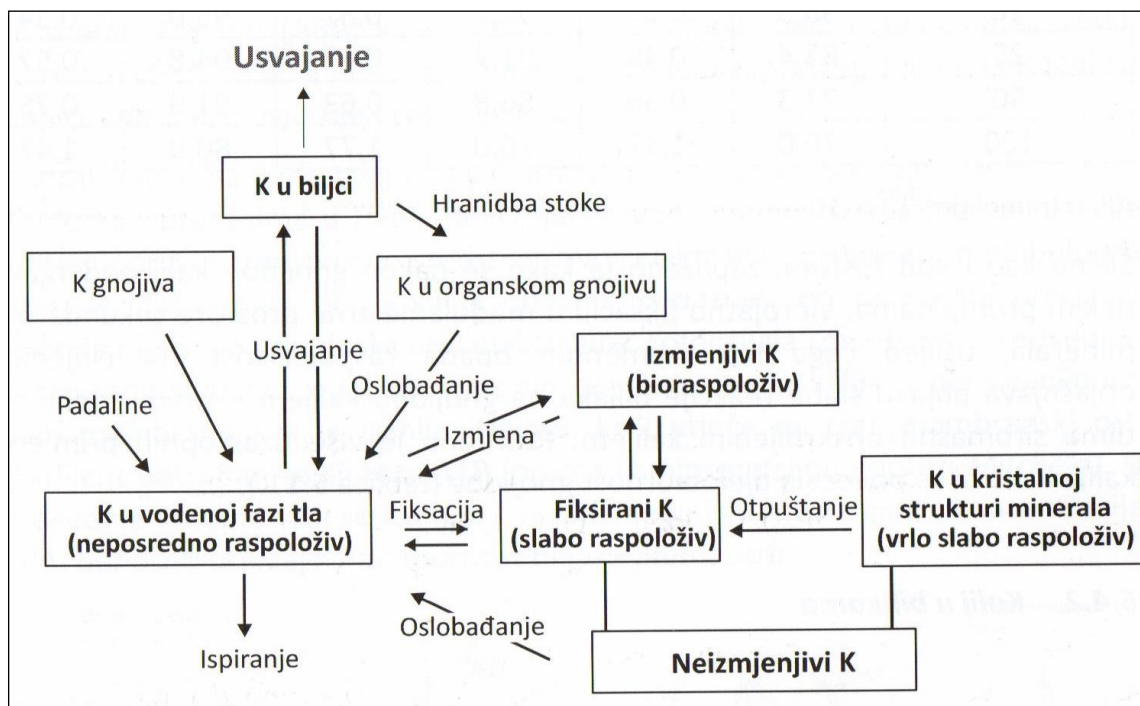 Usvajanje
K u biljci
Hranidba stoke
K gnojiva
K u organskom gnojivu
Usvajanje
Izmjenjivi K
(bioraspoloživ)
Oslobađanje
Padaline
Izmjena
K u vodenoj fazi tla
(neposredno raspoloživ)
Fiksacija
Fiksirani K
(slabo raspoloživ)
Otpuštanje
K u kristalnoj
strukturi minerala
(vrlo slabo raspoloživ)
Ispiranje
Oslobađanje
Neizmjenjivi K